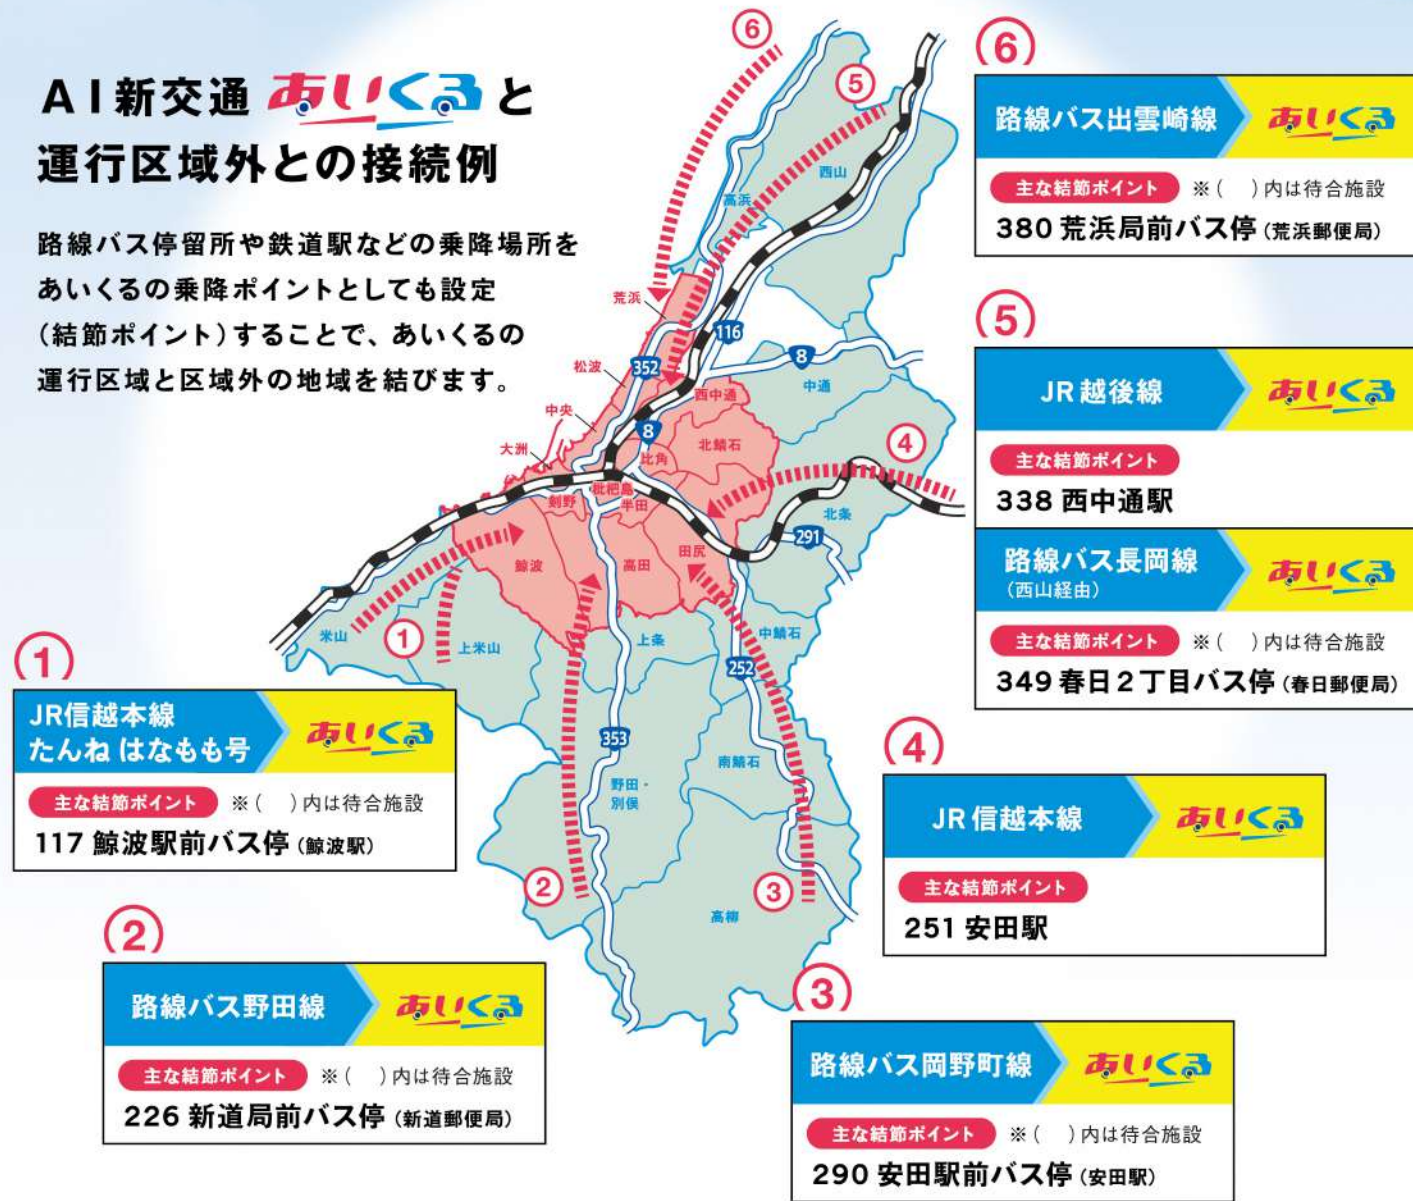 AI新交通 あいくる と
運行区域外との接続例
路線バス停留所や鉄道駅などの乗降場所を
あいくるの乗降ポイントとしても設定
(結節ポイント)することで、あいくるの
運行区域と区域外の地域を結びます。
⑥
⑤
西山
高浜
荒浜
116
352
8
松波
中通
西中通
中央
8
北鯖石
④
大洲
比角
枇杷島
剣野
半田
北条
291
鯨波
高田
田尻
米山
①
上米山
上条
中鯖石
252
353
南鯖石
野田・
別俣
②
③
高柳
⑥
路線バス出雲崎線 あいくる
主な結節ポイント ※( )内は待合施設
380 荒浜局前バス停(荒浜郵便局)
⑤
JR越後線 あいくる
主な結節ポイント
338 西中通駅
路線バス長岡線 あいくる
(西山経由)
主な結節ポイント ※( )内は待合施設
349 春日2丁目バス停(春日郵便局)
①
JR信越本線
たんね はなもも号 あいくる
主な結節ポイント ※( )内は待合施設
117 鯨波駅前バス停(鯨波駅)
④
JR信越本線 あいくる
主な結節ポイント
251 安田駅
②
路線バス野田線 あいくる
主な結節ポイント ※( )内は待合施設
226 新道局前バス停(新道郵便局)
③
路線バス岡野町線 あいくる
主な結節ポイント ※( )内は待合施設
290 安田駅前バス停(安田駅)